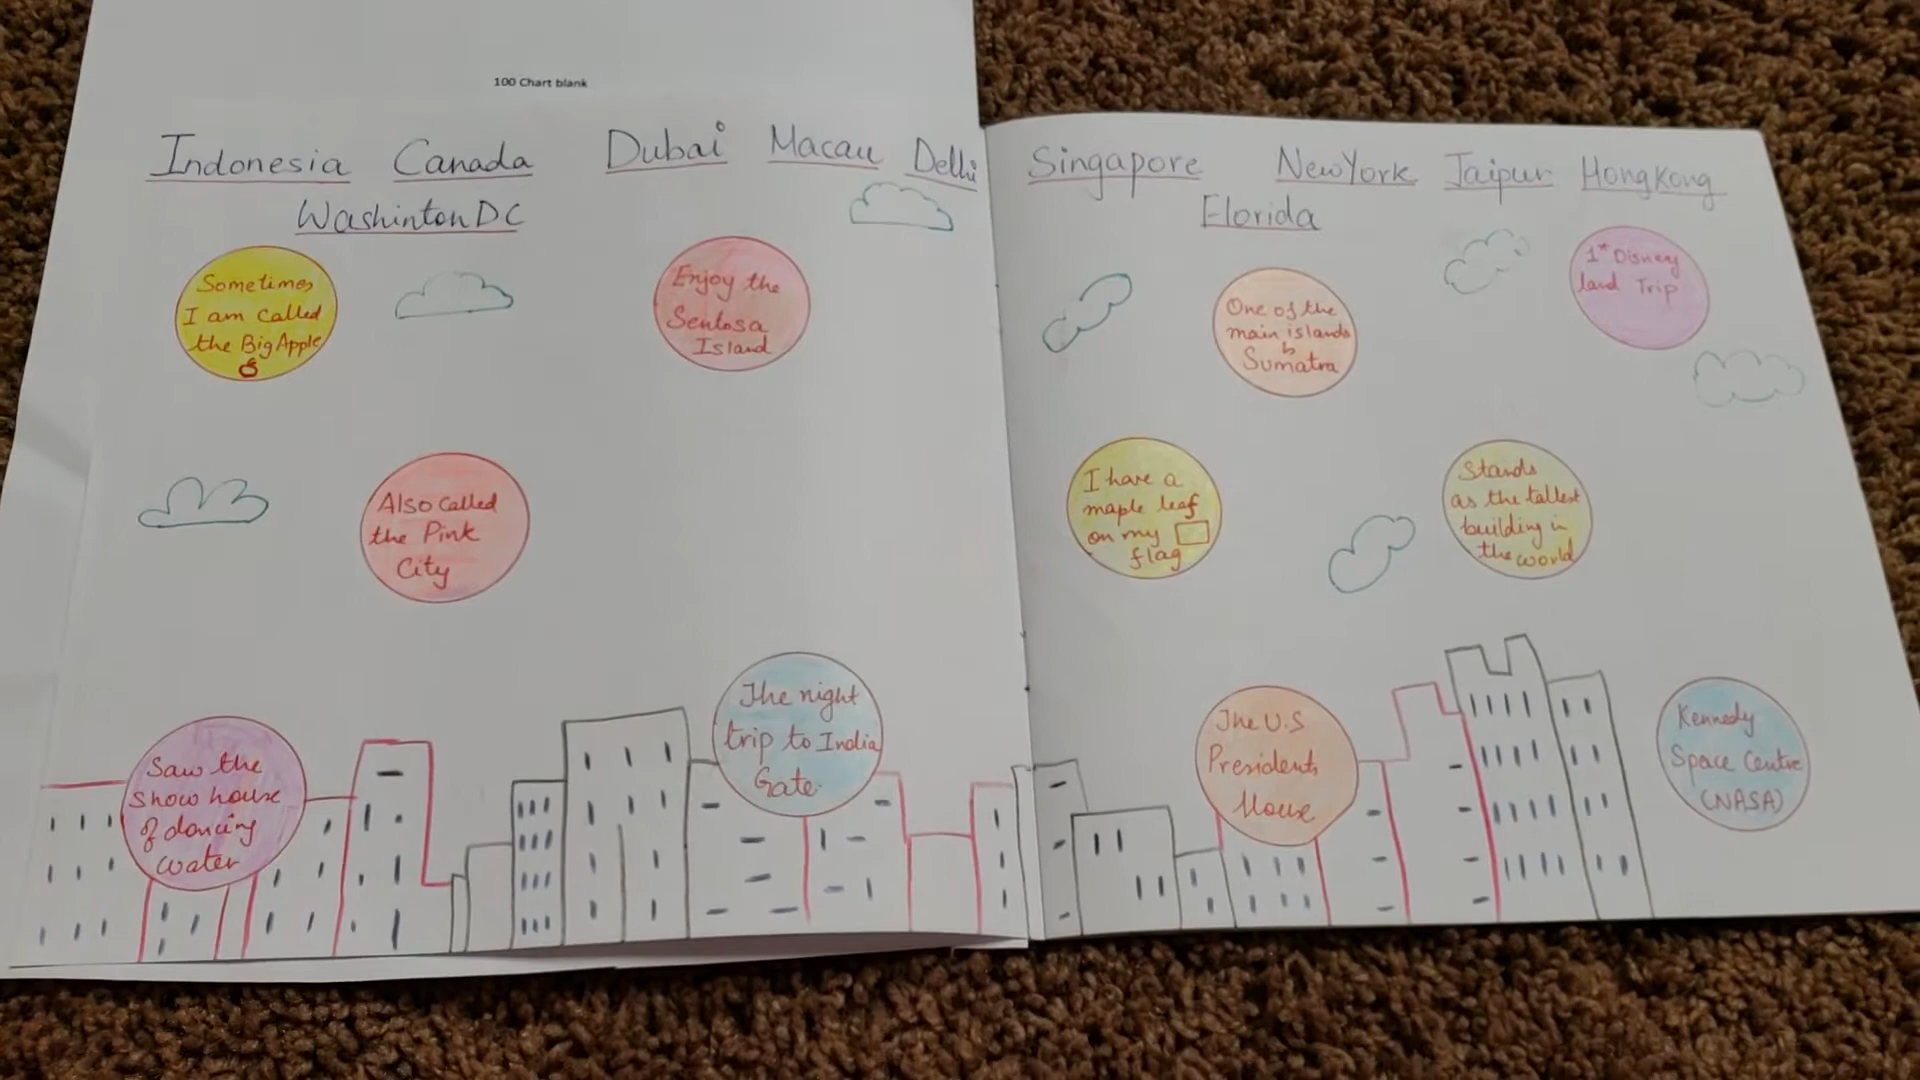 100 Chart blank
Indonesia Canada Dubai Macau Delhi
Washinton DC
Sometimes
I am called
the Big Apple
Enjoy the
Sentosa
Island
Also called
the Pink
City
Saw the
Show house
of dancing
water
The night
trip to India
Gate.
Singapore NewYork Jaipur HongKong
Florida
One of the
main islands
is
Sumatra
1st Disney
land Trip
I have a
maple leaf
on my
flag
Stands
as the tallest
building in
the world
The U.S
Presidents
House
Kennedy
Space Centre
(NASA)